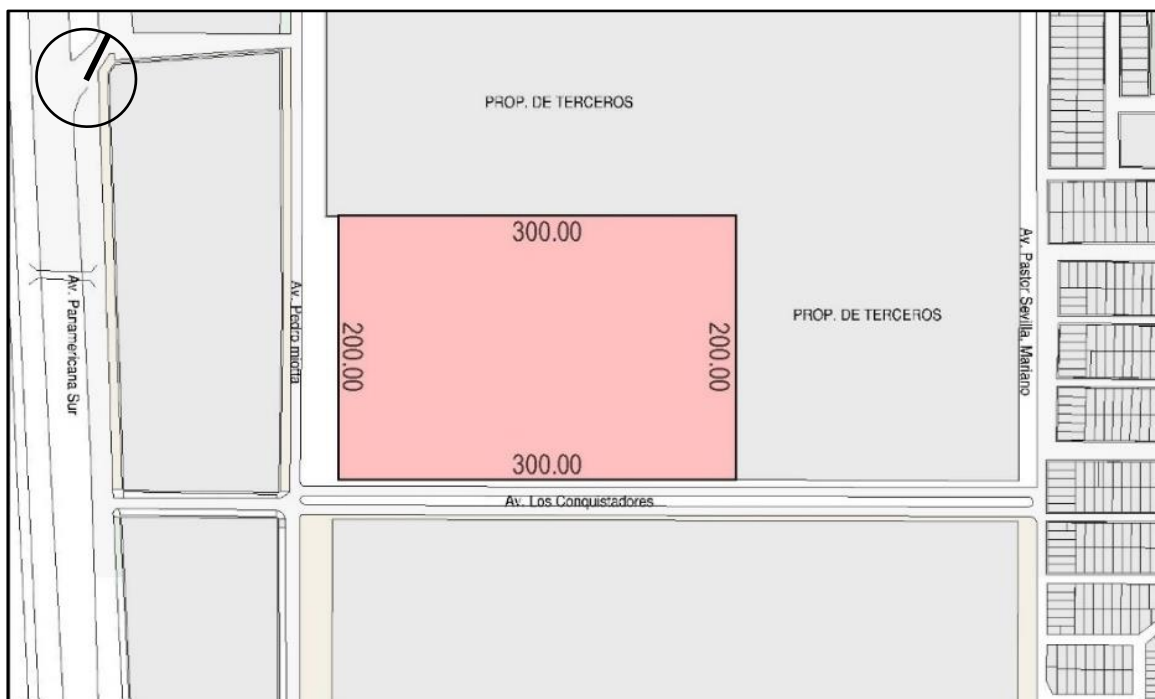 PROP. DE TERCEROS
300.00
Av. Pastor Sevilla, Mariano
Av. Panamericana Sur
Av. Pedro miotta
200.00
200.00
PROP. DE TERCEROS
300.00
Av. Los Conquistadores